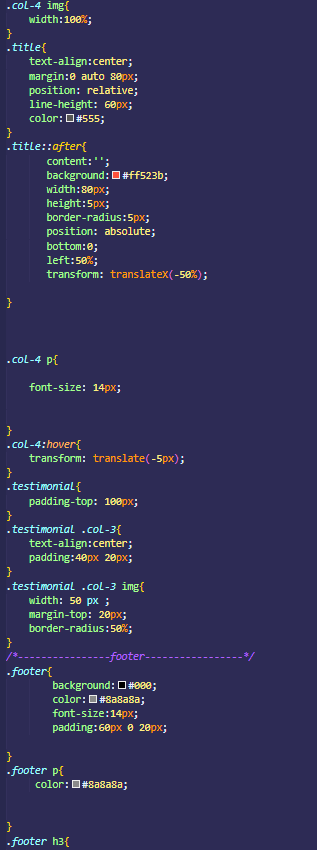 .col-4 img{
width:100%;
}
.title{
text-align:center;
margin:0 auto 80px;
position: relative;
line-height: 60px;
color:#555;
}
.title::after{
content:'';
background:#ff523b;
width:80px;
height:5px;
border-radius:5px;
position: absolute;
bottom:0;
left:50%;
transform: translateX(-50%);
}
.col-4 p{
font-size: 14px;
}
.col-4:hover{
transform: translate(-5px);
}
.testimonial{
padding-top: 100px;
}
.testimonial .col-3{
text-align:center;
padding:40px 20px;
}
.testimonial .col-3 img{
width: 50 px ;
margin-top: 20px;
border-radius:50%;
}
/*----------------footer-----------------*/
.footer{
background:#000;
color:#8a8a8a;
font-size:14px;
padding:60px 0 20px;
}
.footer p{
color:#8a8a8a;
}
.footer h3{